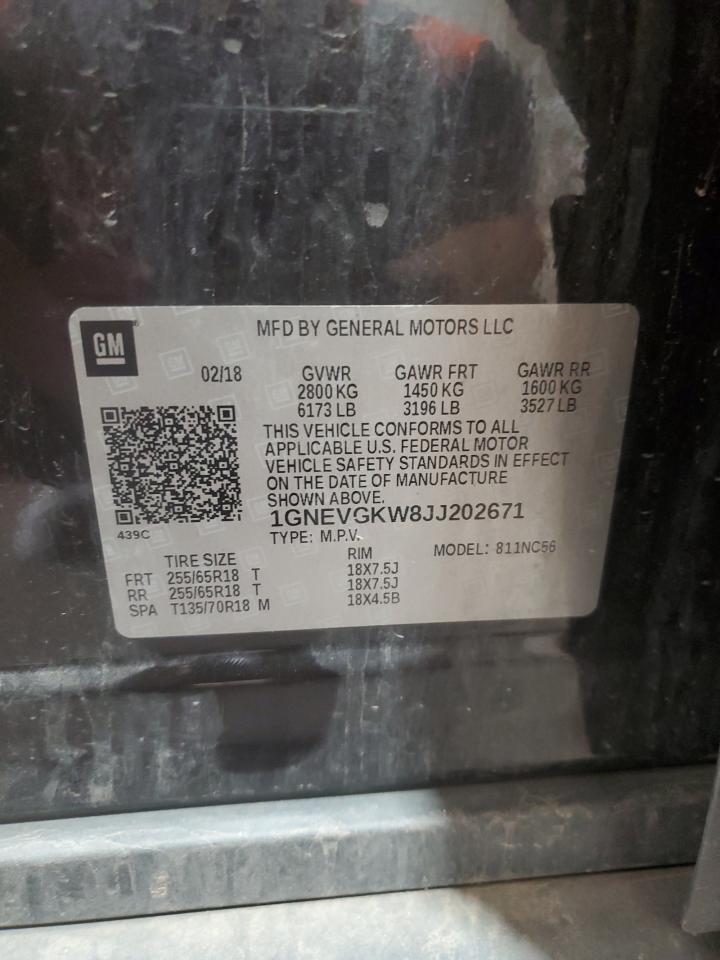 GM
MFD BY GENERAL MOTORS LLC
02/18 GVWR GAWR FRT GAWR RR
2800 KG 1450 KG 1600 KG
6173 LB 3196 LB 3527 LB
THIS VEHICLE CONFORMS TO ALL
APPLICABLE U.S. FEDERAL MOTOR
VEHICLE SAFETY STANDARDS IN EFFECT
ON THE DATE OF MANUFACTURE
SHOWN ABOVE.
1GNEVGKW8JJ202671
439C
TYPE: M.P.V. MODEL: 811NC56
TIRE SIZE RIM
FRT 255/65R18 T 18X7.5J
RR 255/65R18 T 18X7.5J
SPA T135/70R18 M 18X4.5B